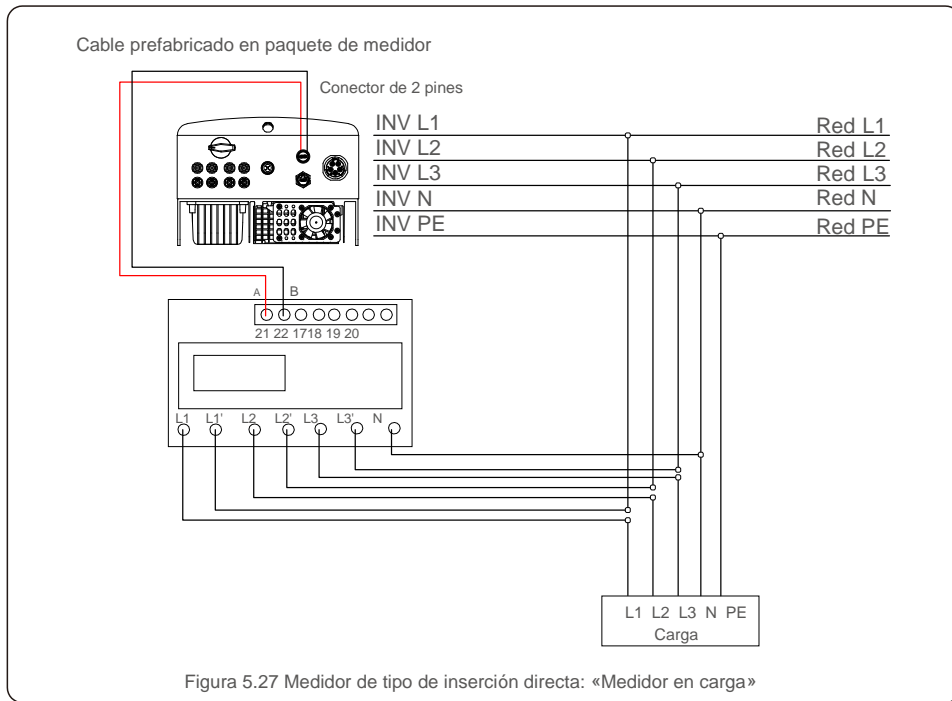 Cable prefabricado en paquete de medidor
Conector de 2 pines
INV L1 Red L1
INV L2 Red L2
INV L3 Red L3
INV N Red N
INV PE Red PE
A B
21 22 1718 19 20
L1 L1' L2 L2' L3 L3' N
L1 L2 L3 N PE
Carga
Figura 5.27 Medidor de tipo de inserción directa: «Medidor en carga»